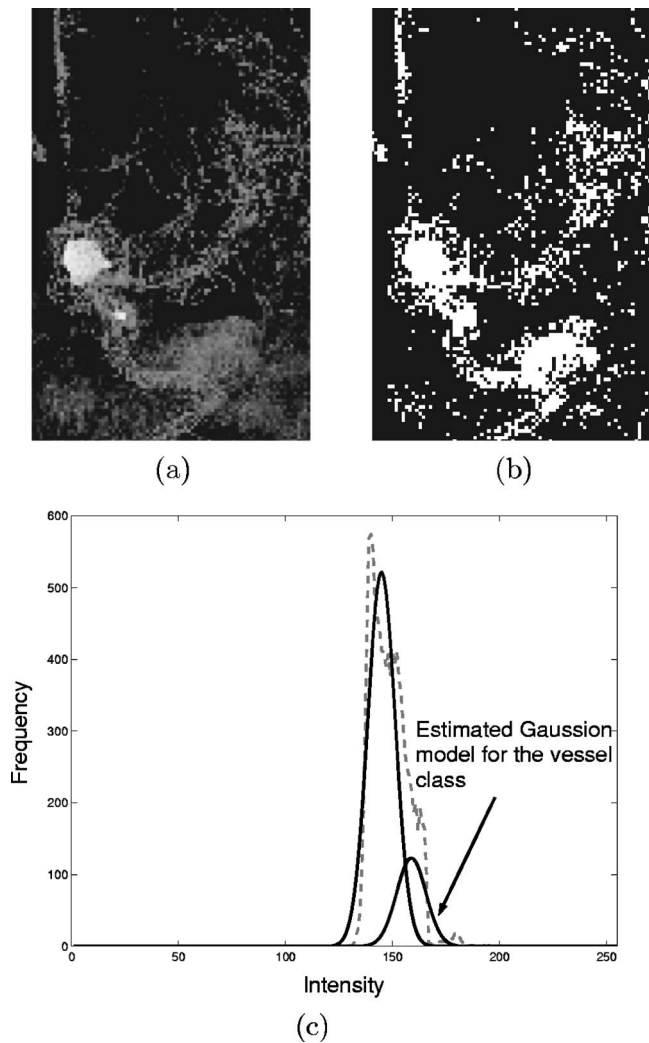 (a)
(b)
600
500
400
300
200
100
0
0
50
100
150
200
250
Frequency
Intensity
Estimated Gaussion
model for the vessel
class
(c)